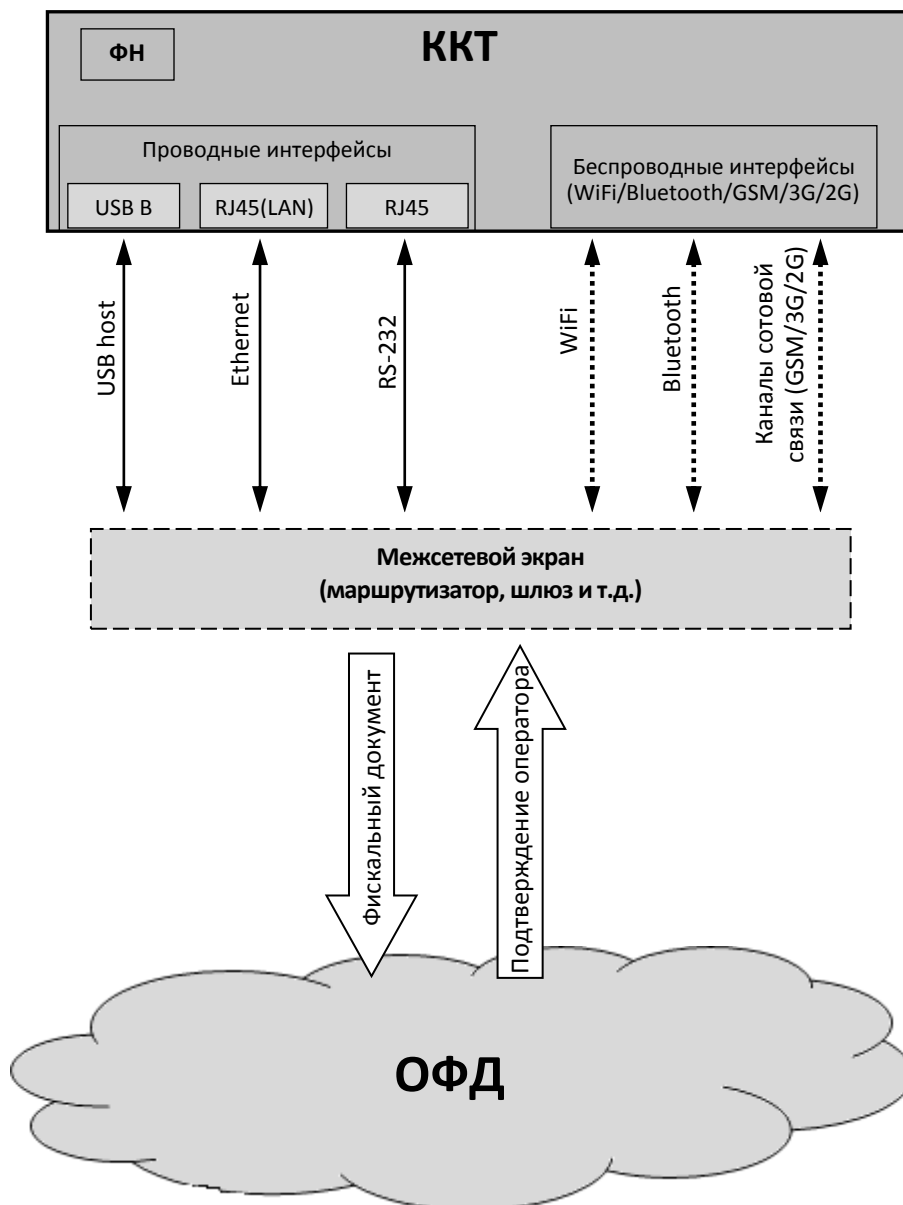 ФН
ККТ
Проводные интерфейсы
USB B
RJ45(LAN)
RJ45
Беспроводные интерфейсы
(WiFi/Bluetooth/GSM/3G/2G)
USB host
Ethernet
RS-232
WiFi
Bluetooth
Каналы сотовой
связи (GSM/3G/2G)
Межсетевой экран
(маршрутизатор, шлюз и т.д.)
Фискальный документ
Подтверждение оператора
ОФД